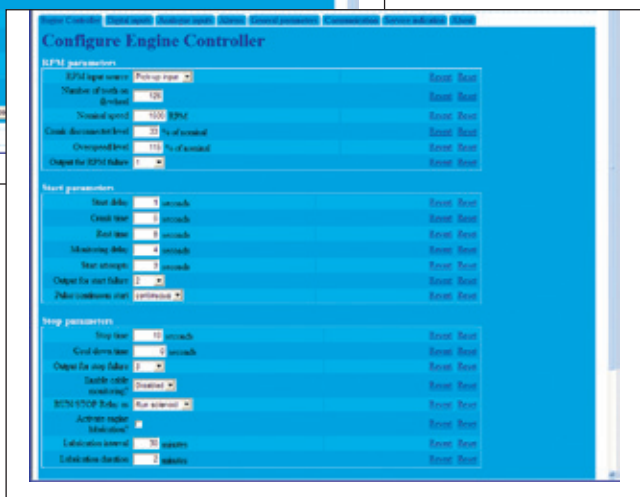 Engine Controller Digital inputs Analogue inputs Alarms General parameters Communication Service indication About
Configure Engine Controller
RPM parameters
RPM input source Pick-up input Revert Reset
Number of teeth on
flywheel 128 Revert Reset
Nominal speed 1500 RPM Revert Reset
Crank disconnect level 33 % of nominal Revert Reset
Overspeed level 115 % of nominal Revert Reset
Output for RPM failure 1 Revert Reset
Start parameters
Start delay seconds Revert Reset
Crank time 5 seconds Revert Reset
Rest time seconds Revert Reset
Monitoring delay 4 seconds Revert Reset
Start attempts 3 seconds Revert Reset
Output for start failure 2 Revert Reset
Pulse/continuous start continuous Revert Reset
Stop parameters
Stop time 10 seconds Revert Reset
Cool down time 0 seconds Revert Reset
Output for stop failure 3 Revert Reset
Enable cable
monitoring? Disabled Revert Reset
RUN/STOP Relay as Run solenoid Revert Reset
Activate engine
lubrication? Revert Reset
Lubrication interval 30 minutes Revert Reset
Lubrication duration 2 minutes Revert Reset